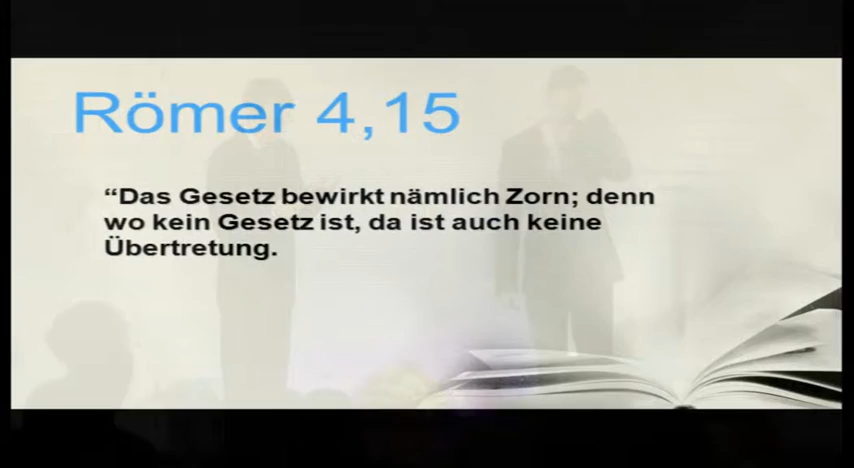 Römer 4,15
“Das Gesetz bewirkt nämlich Zorn; denn
wo kein Gesetz ist, da ist auch keine
Übertretung.